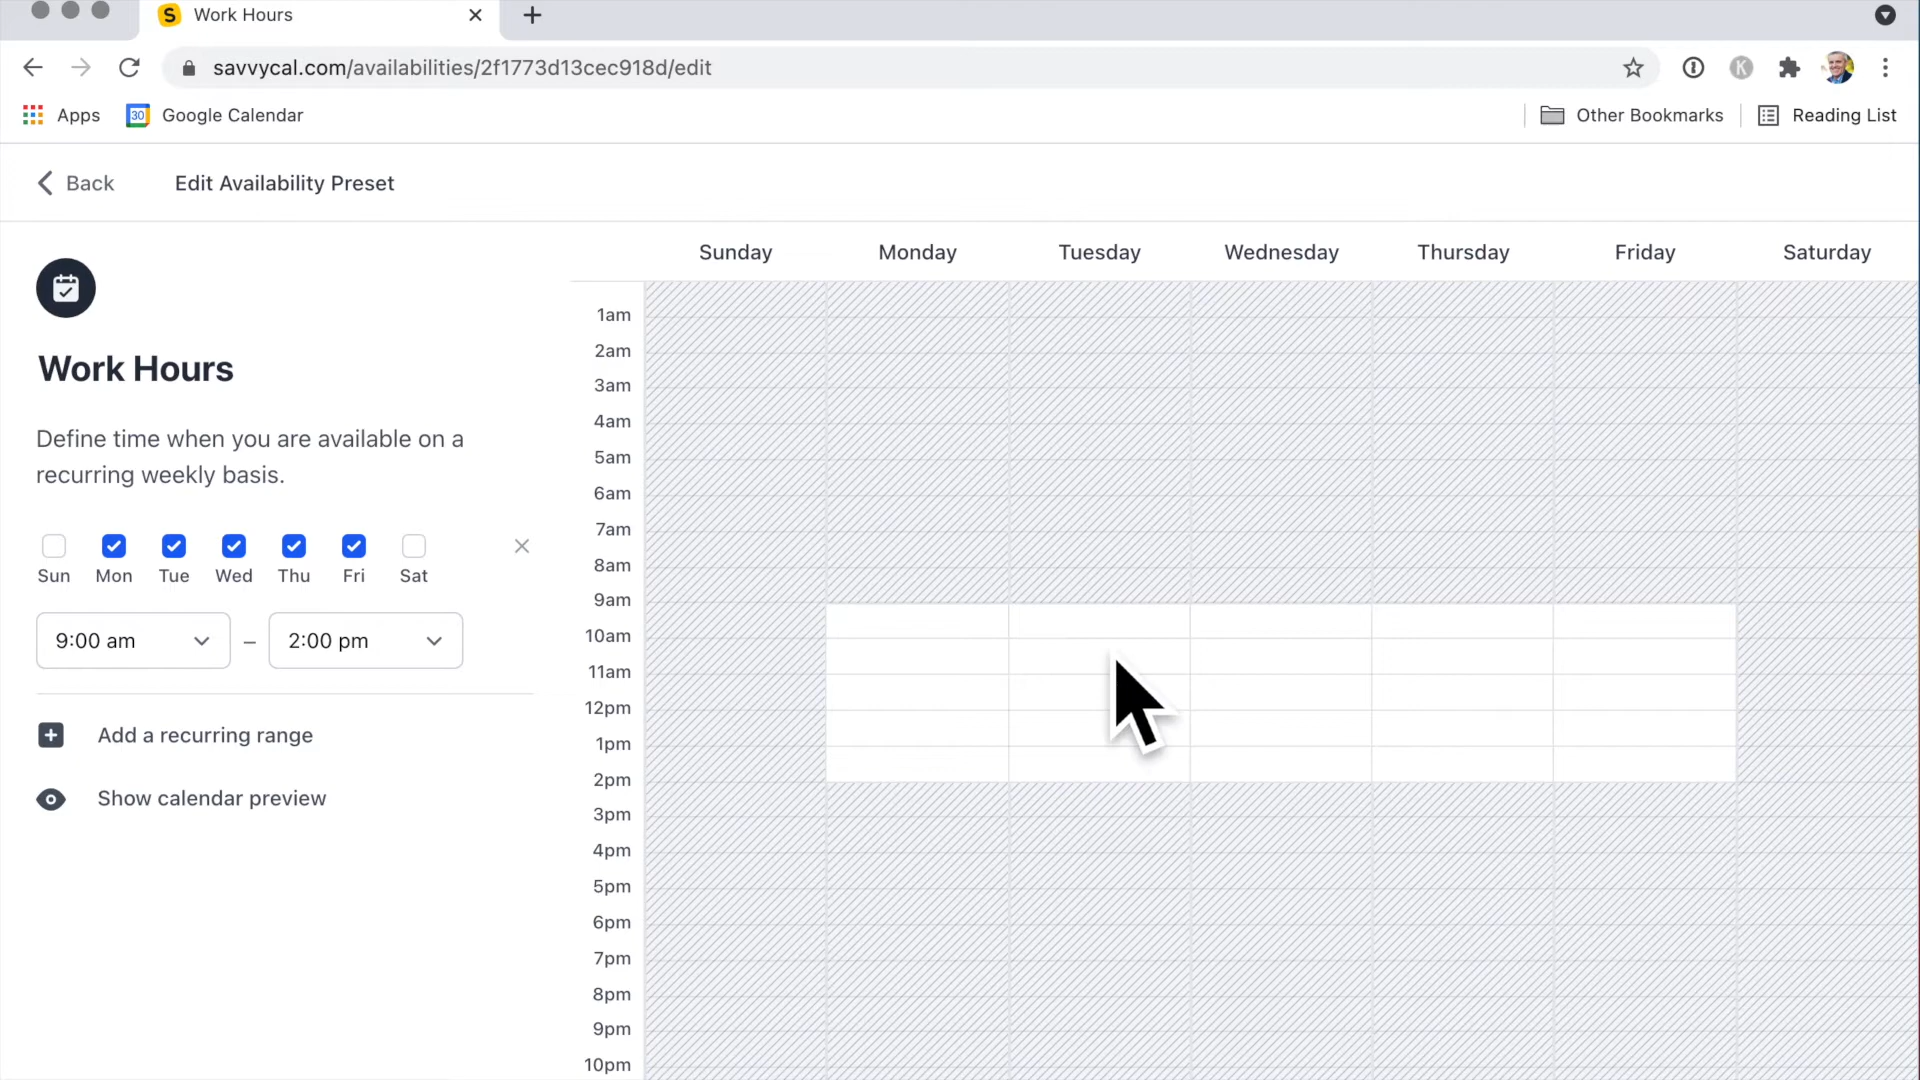 S Work Hours
savvycal.com/availabilities/2f1773d13cec918d/edit
K
Apps
30 Google Calendar
Other Bookmarks
Reading List
Back
Edit Availability Preset
Work Hours
Define time when you are available on a
recurring weekly basis.
Sun Mon Tue Wed Thu Fri Sat
9:00 am – 2:00 pm
Add a recurring range
Show calendar preview
Sunday Monday Tuesday Wednesday Thursday Friday Saturday
1am
2am
3am
4am
5am
6am
7am
8am
9am
10am
11am
12pm
1pm
2pm
3pm
4pm
5pm
6pm
7pm
8pm
9pm
10pm